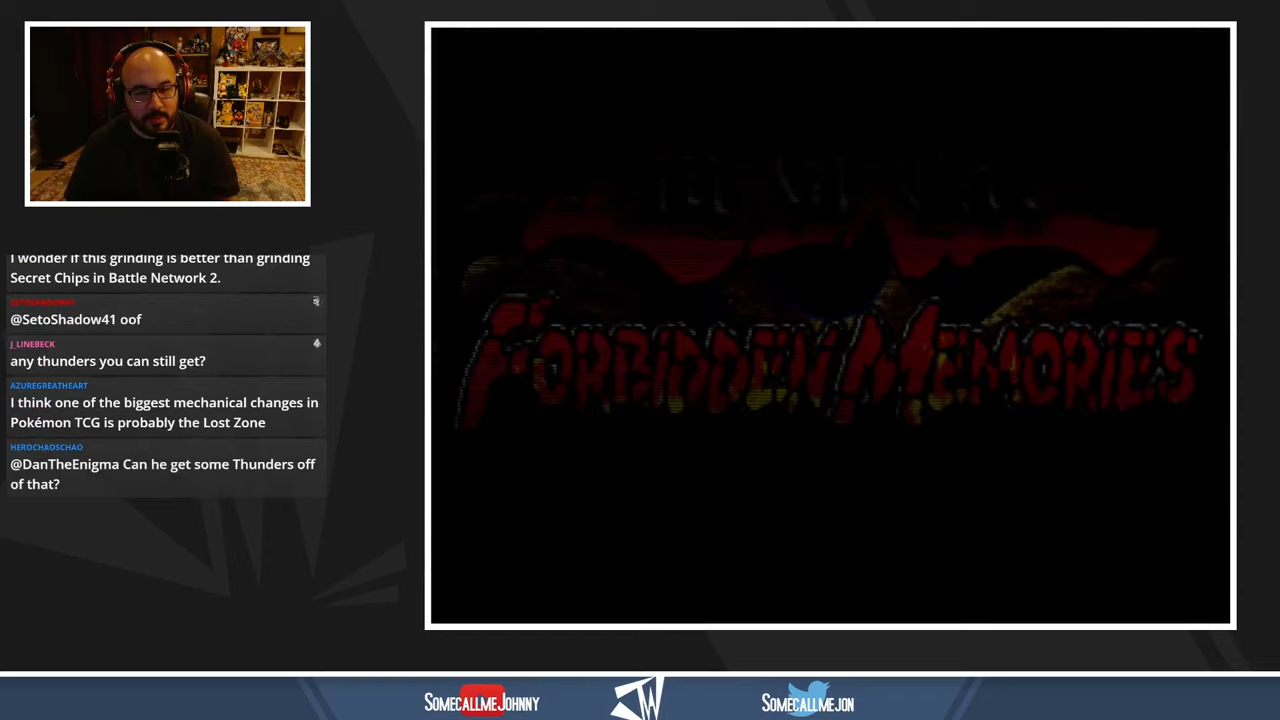 I wonder if this grinding is better than grinding
Secret Chips in Battle Network 2.
@SetoShadow41 oof
J_LINEBECK
any thunders you can still get?
AZUREGREATHEART
I think one of the biggest mechanical changes in
Pokémon TCG is probably the Lost Zone
HEROCHAOSCHAO
@DanTheEnigma Can he get some Thunders off
of that?
FORBIDDEN MEMORIES
SOMECALLMEJOHNNY
SOMECALLMEJON